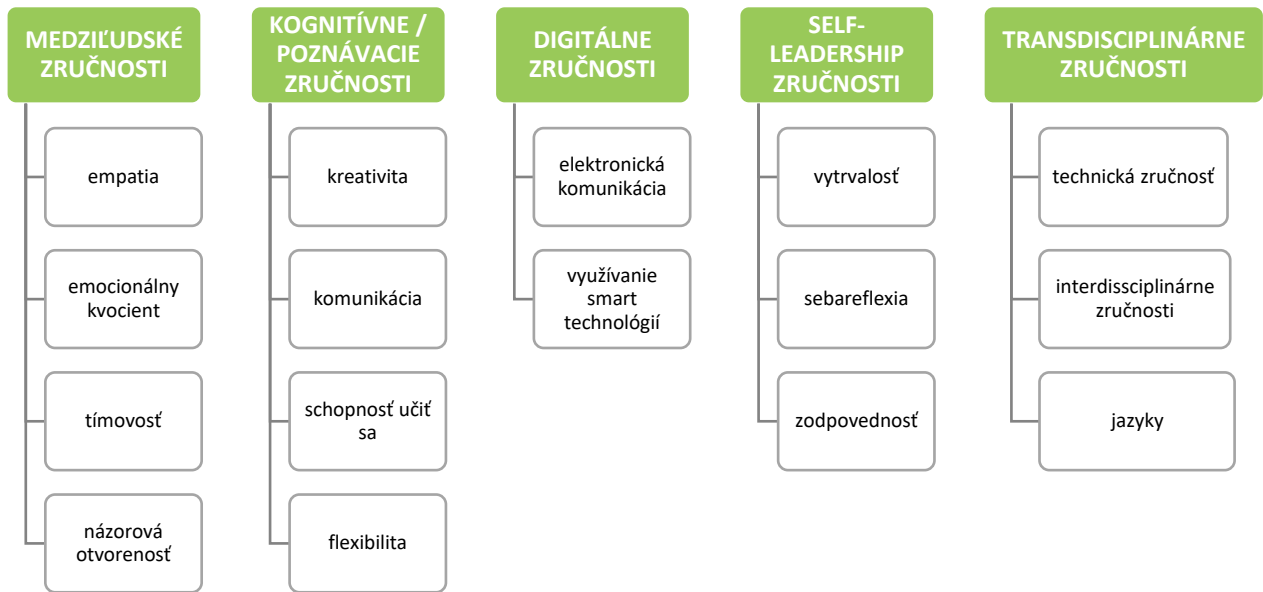 MEDZIĽUDSKÉ
ZRUČNOSTI
empatia
emocionálny
kvocient
tímovosť
názorová
otvorenosť
KOGNITÍVNE /
POZNÁVACIE
ZRUČNOSTI
kreativita
komunikácia
schopnosť učiť
sa
flexibilita
DIGITÁLNE
ZRUČNOSTI
elektronická
komunikácia
využívanie
smart
technológií
SELF-
LEADERSHIP
ZRUČNOSTI
vytrvalosť
sebareflexia
zodpovednosť
TRANSDISCIPLINÁRNE
ZRUČNOSTI
technická zručnosť
interdissciplinárne
zručnosti
jazyky